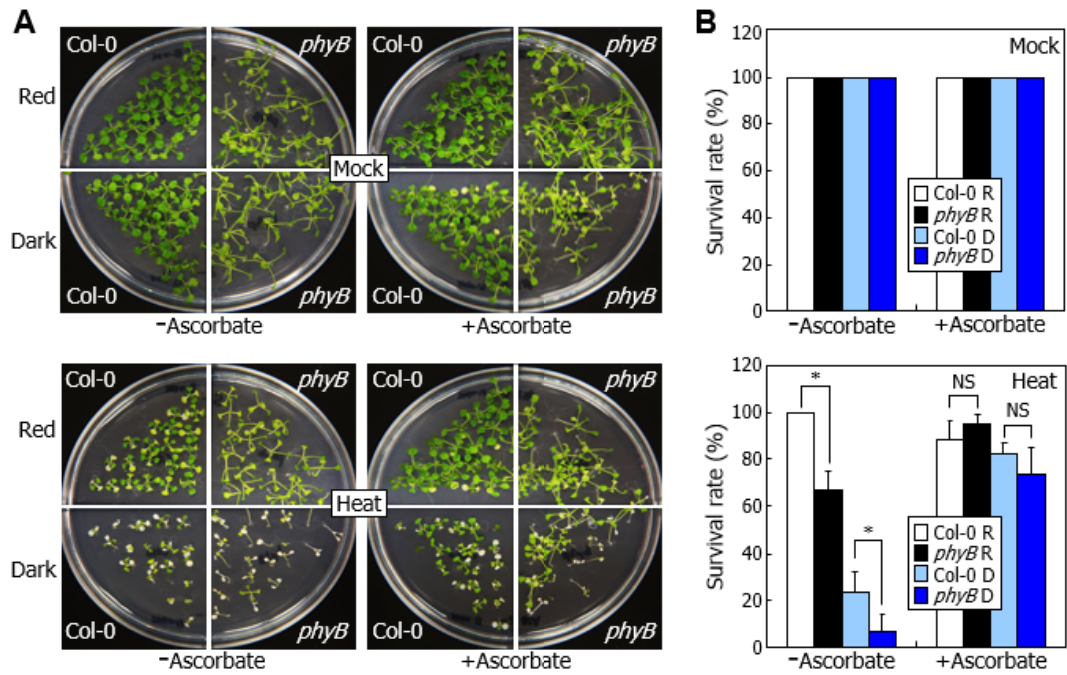 A
Col-0 phyB Col-0 phyB
Red
Mock
Dark
Col-0 phyB Col-0 phyB
-Ascorbate +Ascorbate
Col-0 phyB Col-0 phyB
Red
Heat
Dark
Col-0 phyB Col-0 phyB
-Ascorbate +Ascorbate
B
120
100
80
60
40
20
0
Survival rate (%)
Mock
Col-0 R
phyB R
Col-0 D
phyB D
-Ascorbate +Ascorbate
120
100
80
60
40
20
0
Survival rate (%)
Heat
*
*
NS
NS
Col-0 R
phyB R
Col-0 D
phyB D
-Ascorbate +Ascorbate